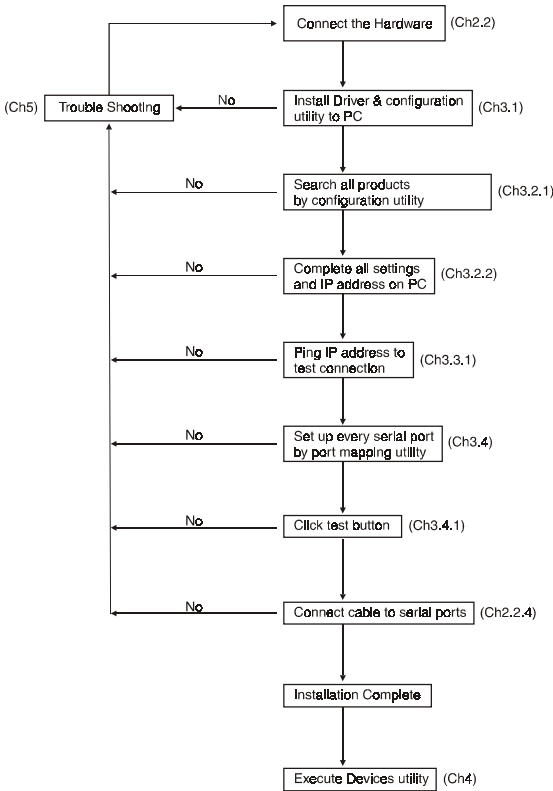 Connect the Hardware (Ch2.2)
(Ch5) Trouble Shooting
No
Install Driver & configuration
utility to PC
(Ch3.1)
No
Search all products
by configuration utility
(Ch3.2.1)
No
Complete all settings
and IP address on PC
(Ch3.2.2)
No
Ping IP address to
test connection
(Ch3.3.1)
No
Set up every serial port
by port mapping utility
(Ch3.4)
No
Click test button (Ch3.4.1)
No
Connect cable to serial ports (Ch2.2.4)
Installation Complete
Execute Devices utility (Ch4)